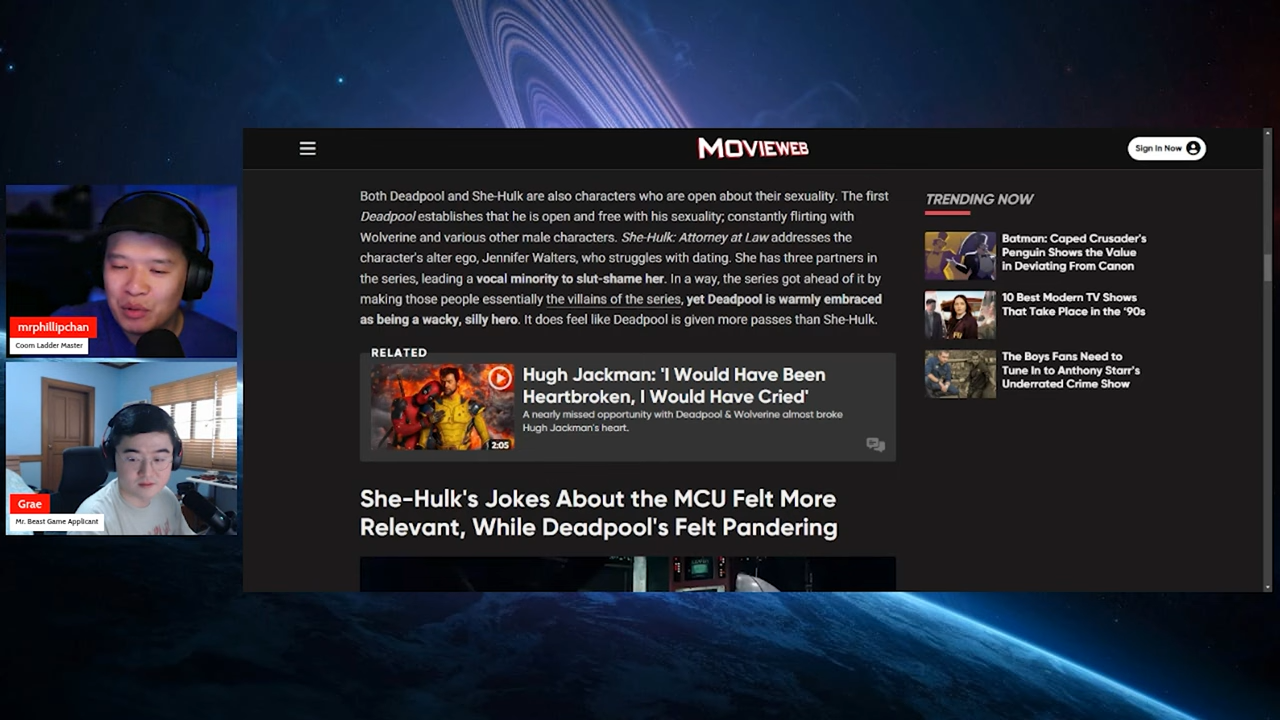 MOVIEWEB
Sign In Now
Both Deadpool and She-Hulk are also characters who are open about their sexuality. The first
Deadpool establishes that he is open and free with his sexuality; constantly flirting with
Wolverine and various other male characters. She-Hulk: Attorney at Law addresses the
character's alter ego, Jennifer Walters, who struggles with dating. She has three partners in
the series, leading a vocal minority to slut-shame her. In a way, the series got ahead of it by
making those people essentially the villains of the series, yet Deadpool is warmly embraced
as being a wacky, silly hero. It does feel like Deadpool is given more passes than She-Hulk.
RELATED
Hugh Jackman: 'I Would Have Been
Heartbroken, I Would Have Cried'
A nearly missed opportunity with Deadpool & Wolverine almost broke
Hugh Jackman's heart.
2:05
She-Hulk's Jokes About the MCU Felt More
Relevant, While Deadpool's Felt Pandering
TRENDING NOW
Batman: Caped Crusader's
Penguin Shows the Value
in Deviating From Canon
10 Best Modern TV Shows
That Take Place in the '90s
The Boys Fans Need to
Tune In to Anthony Starr's
Underrated Crime Show
mrphillipchan
Coom Ladder Master
Grae
Mr. Beast Game Applicant